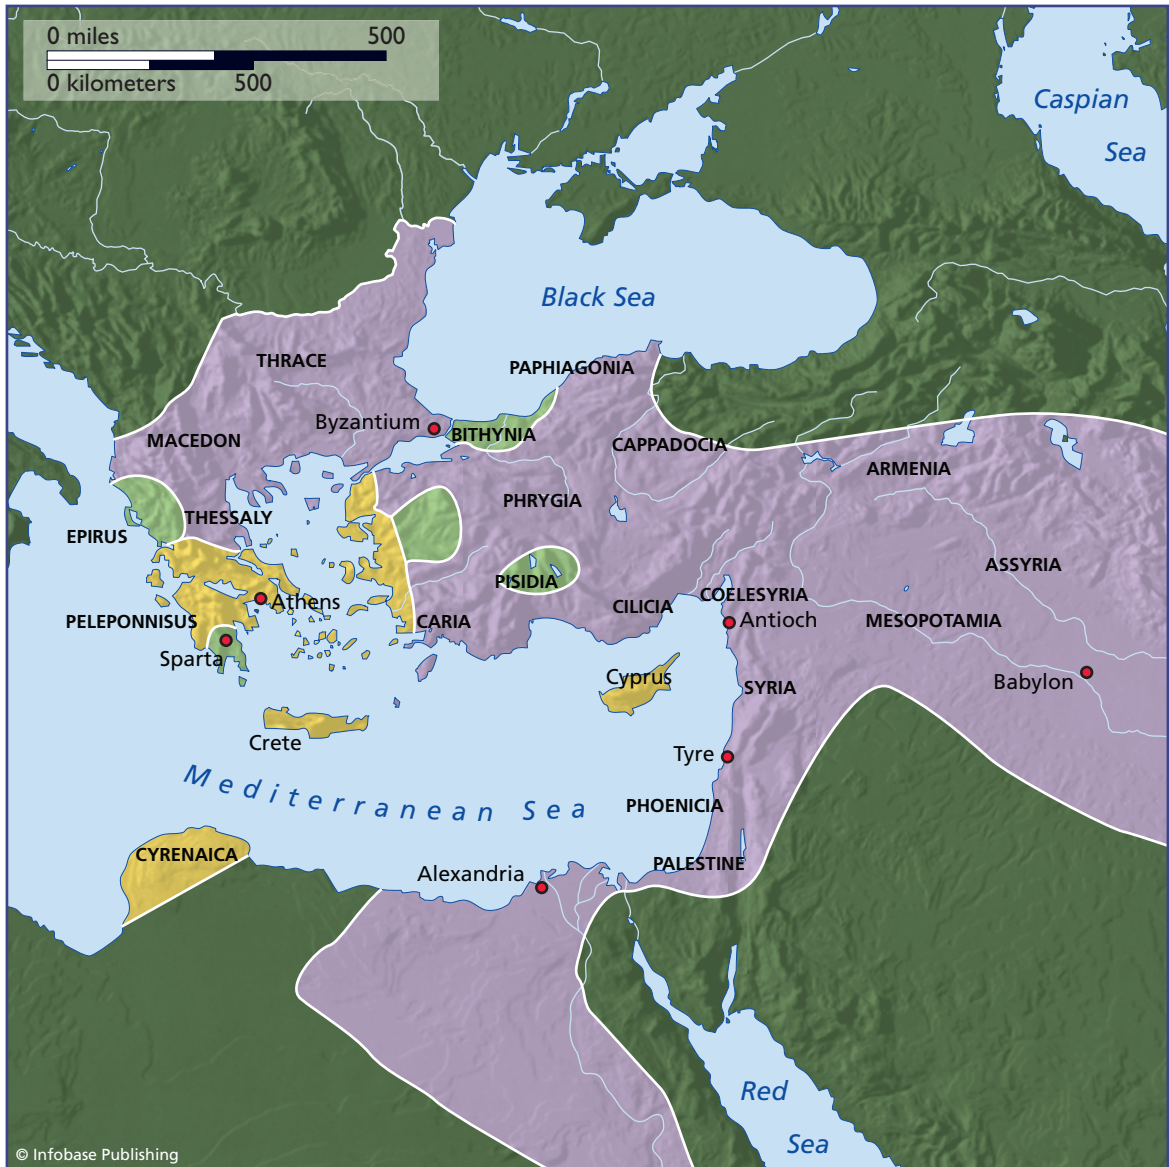 0 miles 500
0 kilometers 500
Caspian
Sea
Black Sea
THRACE
PAPHIAGONIA
Byzantium
BITHYNIA
MACEDON
CAPPADOCIA
ARMENIA
PHRYGIA
THESSALY
EPIRUS
ASSYRIA
PISIDIA
COELESYRIA
Athens
CILICIA
PELEPONNISUS
CARIA
Antioch
MESOPOTAMIA
Sparta
Cyprus
SYRIA
Babylon
Crete
Tyre
Mediterranean Sea
PHOENICIA
CYRENAICA
PALESTINE
Alexandria
Red
Sea
© Infobase Publishing